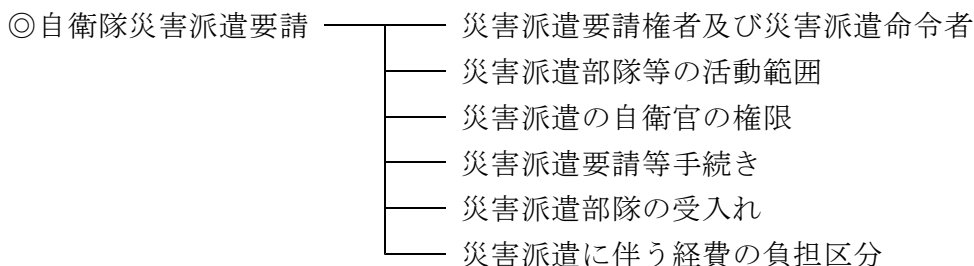 ◎自衛隊災害派遣要請 災害派遣要請権者及び災害派遣命令者
災害派遣部隊等の活動範囲
災害派遣の自衛官の権限
災害派遣要請等手続き
災害派遣部隊の受入れ
災害派遣に伴う経費の負担区分